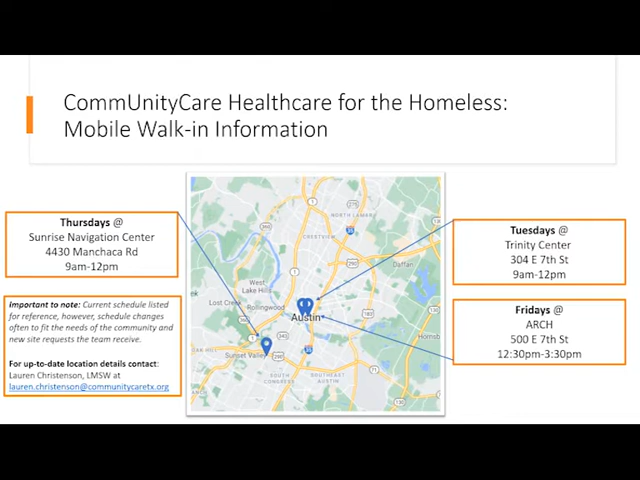 CommUnityCare Healthcare for the Homeless:
Mobile Walk-in Information
Thursdays @
Sunrise Navigation Center
4430 Manchaca Rd
9am-12pm
Important to note: Current schedule listed
for reference, however, schedule changes
often to fit the needs of the community and
new site requests the team receive.
For up-to-date location details contact:
Lauren Christenson, LMSW at
lauren.christenson@communitycaretx.org
NORTH LAMAR
CRESTVIEW
Daffan
West
Lake Hills
Lost Creek
Rollingwood
Austin
Sunset Valley
SOUTH
CONGRESS
SOUTHEAST
AUSTIN
Tuesdays @
Trinity Center
304 E 7th St
9am-12pm
Fridays @
ARCH
500 E 7th St
12:30pm-3:30pm